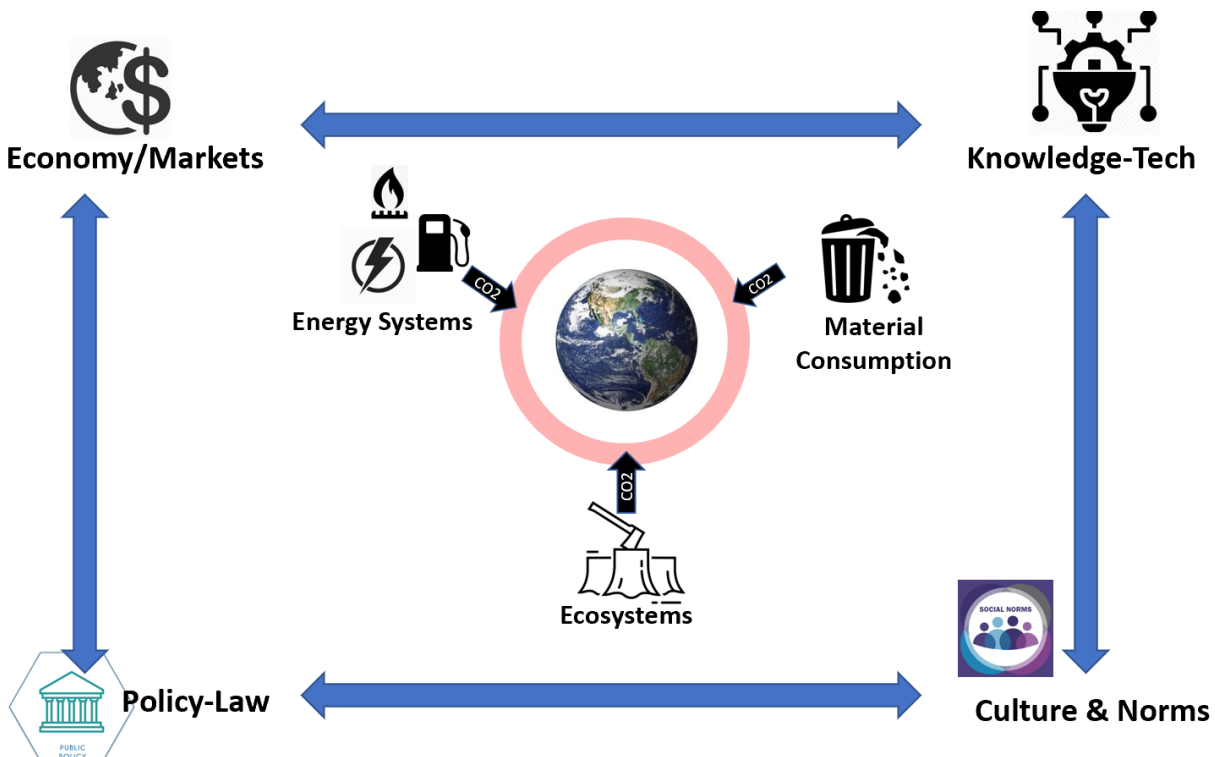 Economy/Markets
Knowledge-Tech
CO2
CO2
Energy Systems
Material
Consumption
CO2
Ecosystems
SOCIAL NORMS
Policy-Law
Culture & Norms
PUBLIC
POLICY